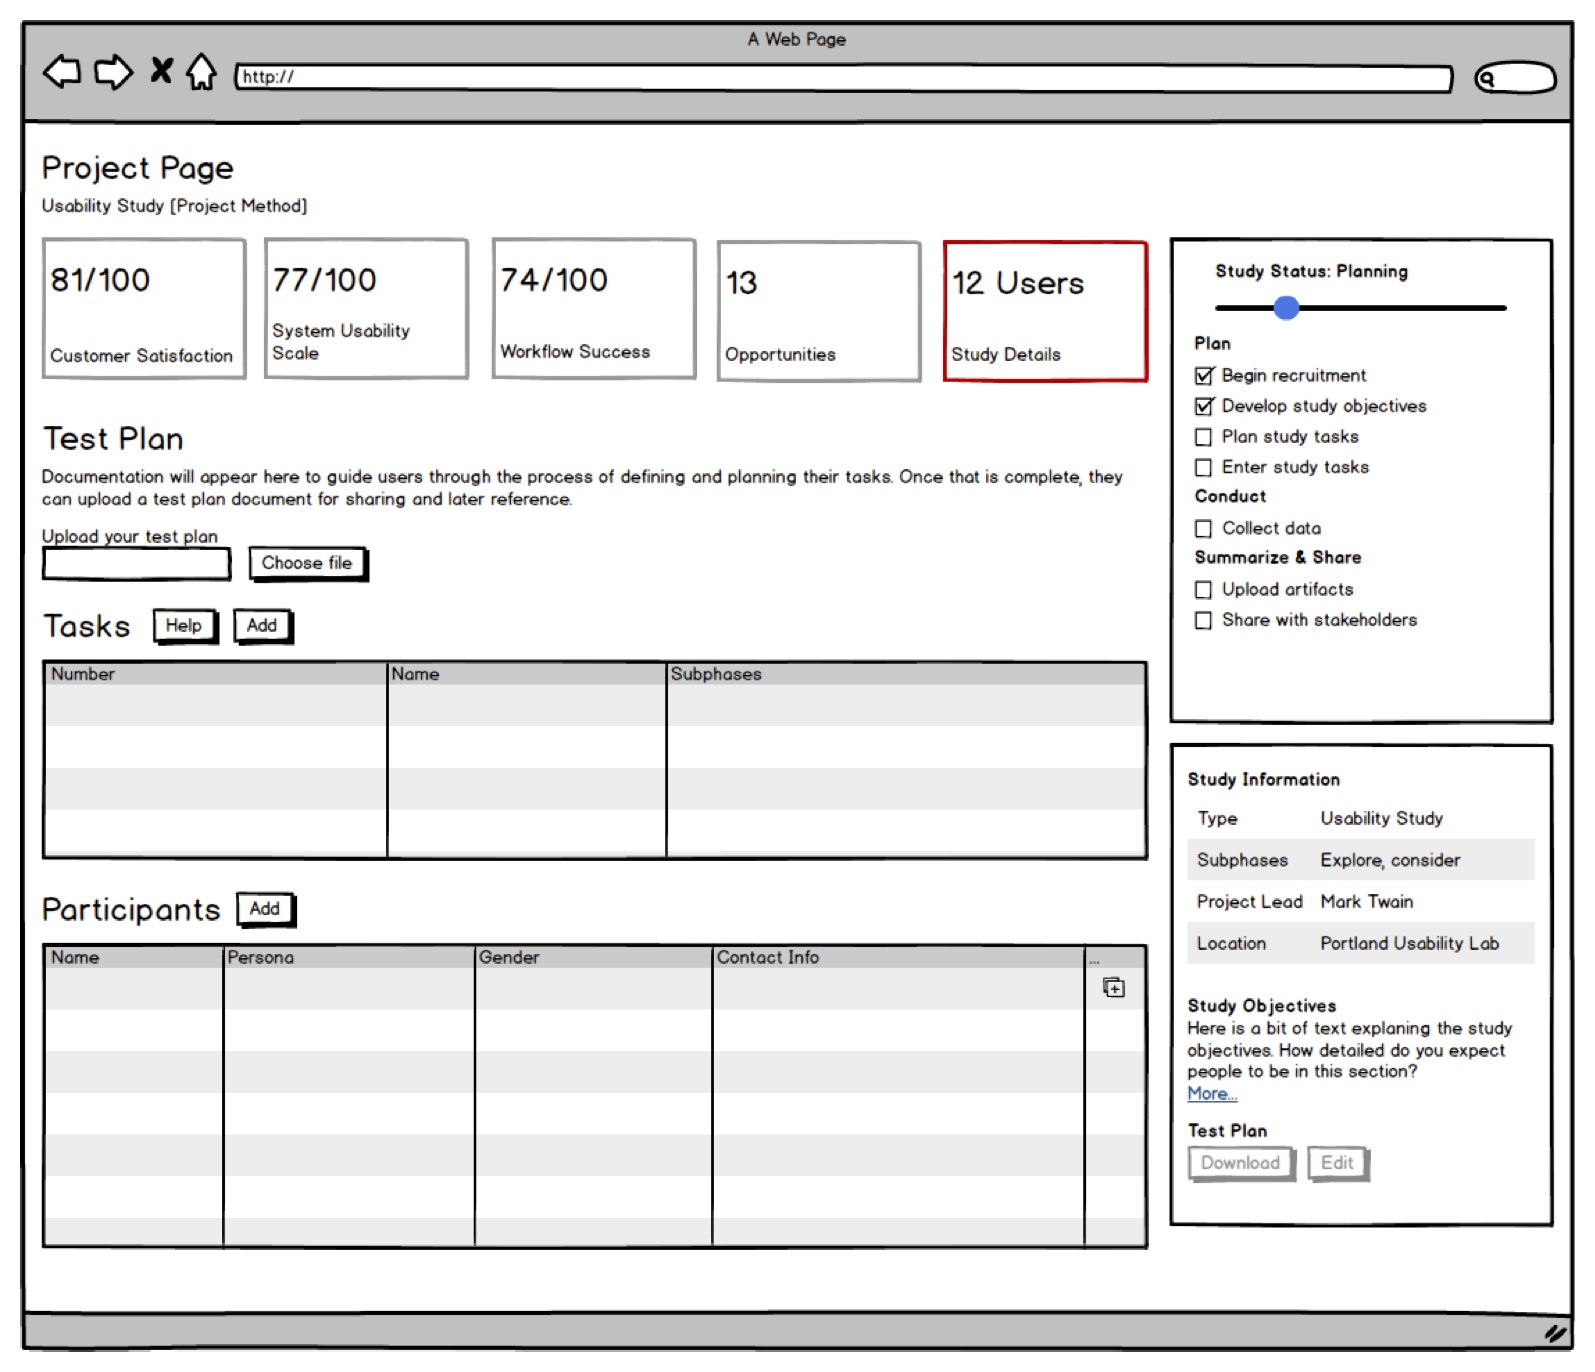 A Web Page
http://
Project Page
Usability Study [Project Method]
81/100
Customer Satisfaction
77/100
System Usability
Scale
74/100
Workflow Success
13
Opportunities
12 Users
Study Details
Test Plan
Documentation will appear here to guide users through the process of defining and planning their tasks. Once that is complete, they
can upload a test plan document for sharing and later reference.
Upload your test plan
Choose file
Tasks Help Add
Number Name Subphases
Participants Add
Name Persona Gender Contact Info ...
Study Status: Planning
Plan
Begin recruitment
Develop study objectives
Plan study tasks
Enter study tasks
Conduct
Collect data
Summarize & Share
Upload artifacts
Share with stakeholders
Study Information
Type Usability Study
Subphases Explore, consider
Project Lead Mark Twain
Location Portland Usability Lab
Study Objectives
Here is a bit of text explaning the study
objectives. How detailed do you expect
people to be in this section?
More...
Test Plan
Download Edit